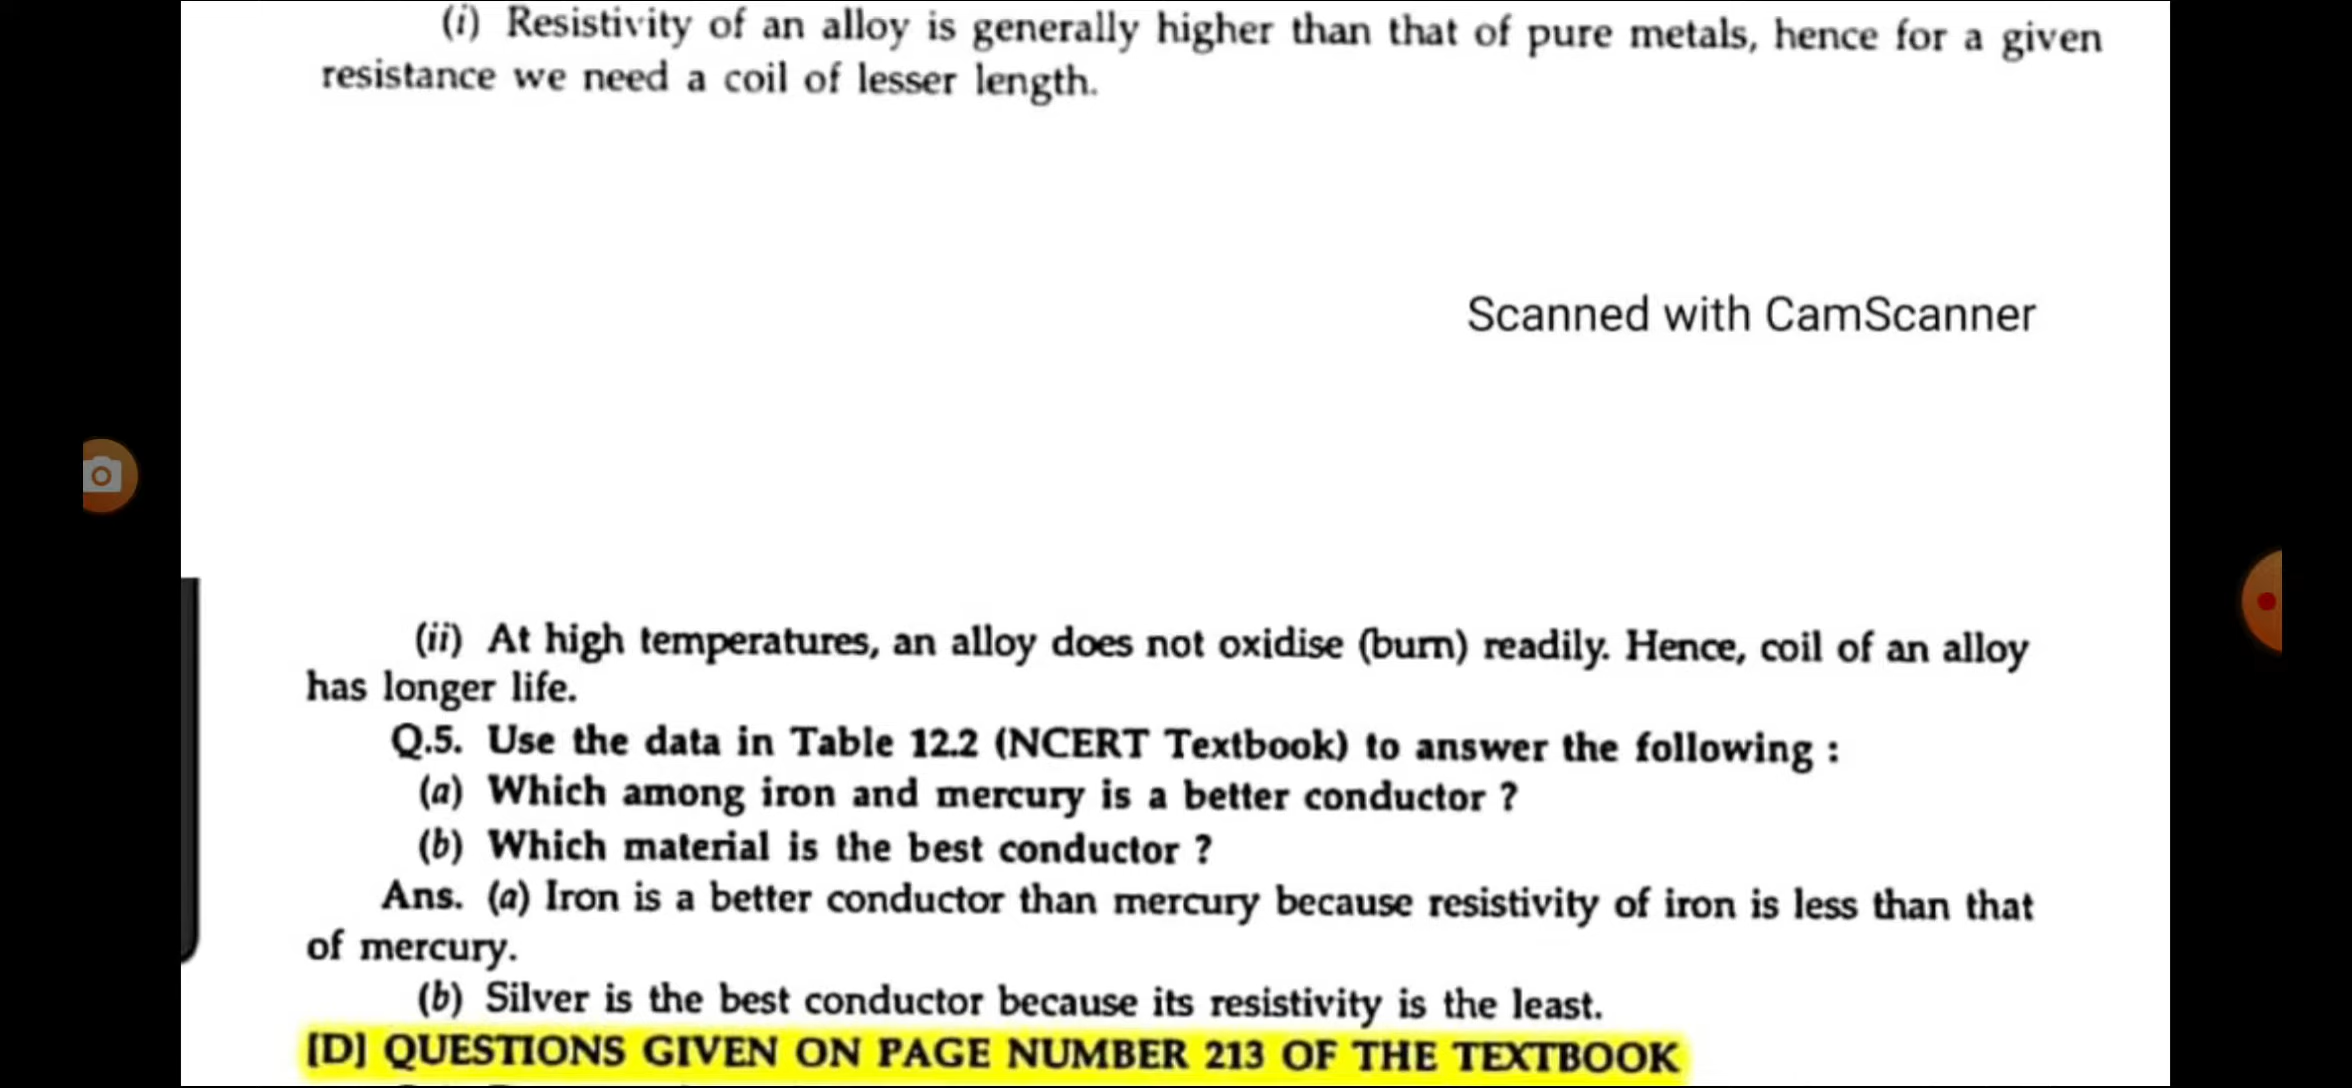 (i) Resistivity of an alloy is generally higher than that of pure metals, hence for a given
resistance we need a coil of lesser length.
Scanned with CamScanner
(ii) At high temperatures, an alloy does not oxidise (burn) readily. Hence, coil of an alloy
has longer life.
Q.5. Use the data in Table 12.2 (NCERT Textbook) to answer the following :
(a) Which among iron and mercury is a better conductor ?
(b) Which material is the best conductor ?
Ans. (a) Iron is a better conductor than mercury because resistivity of iron is less than that
of mercury.
(b) Silver is the best conductor because its resistivity is the least.
[D] QUESTIONS GIVEN ON PAGE NUMBER 213 OF THE TEXTBOOK